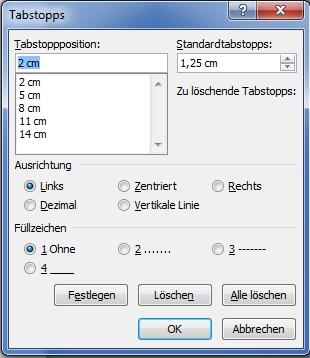 Tabstopps
Tabstoppposition: Standardtabstopps:
2 cm 1,25 cm
2 cm Zu löschende Tabstopps:
5 cm
8 cm
11 cm
14 cm
Ausrichtung
Links Zentriert Rechts
Dezimal Vertikale Linie
Füllzeichen
1 Ohne 2 ....... 3 -------
4 ____
Festlegen Löschen Alle löschen
OK Abbrechen